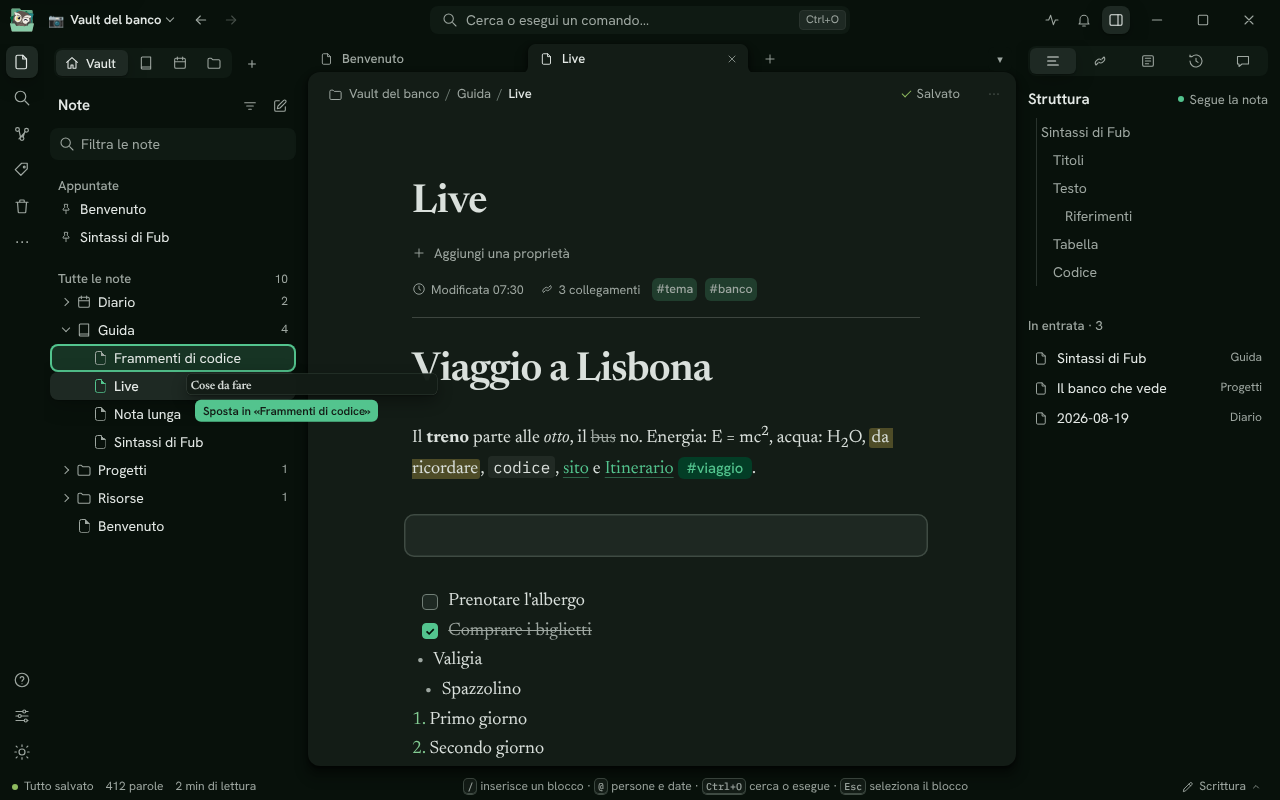 Vault del banco
Cerca o esegui un comando...
Ctrl+O
Vault
Benvenuto
Live
Note
Filtra le note
Appuntate
Benvenuto
Sintassi di Fub
Tutte le note 10
Diario 2
Guida 4
Frammenti di codice
Live
Cose da fare
Sposta in «Frammenti di codice»
Nota lunga
Sintassi di Fub
Progetti 1
Risorse 1
Benvenuto
Vault del banco / Guida / Live
Salvato
Live
Aggiungi una proprietà
Modificata 07:30 3 collegamenti #tema #banco
Viaggio a Lisbona
Il treno parte alle otto, il bus no. Energia: E = mc², acqua: H₂O, da
ricordare, codice, sito e Itinerario #viaggio.
Prenotare l'albergo
Comprare i biglietti
• Valigia
• Spazzolino
1. Primo giorno
2. Secondo giorno
Struttura
Segue la nota
Sintassi di Fub
Titoli
Testo
Riferimenti
Tabella
Codice
In entrata · 3
Sintassi di Fub Guida
Il banco che vede Progetti
2026-08-19 Diario
Tutto salvato 412 parole 2 min di lettura
/ inserisce un blocco · @ persone e date · Ctrl+O cerca o esegue · Esc seleziona il blocco
Scrittura